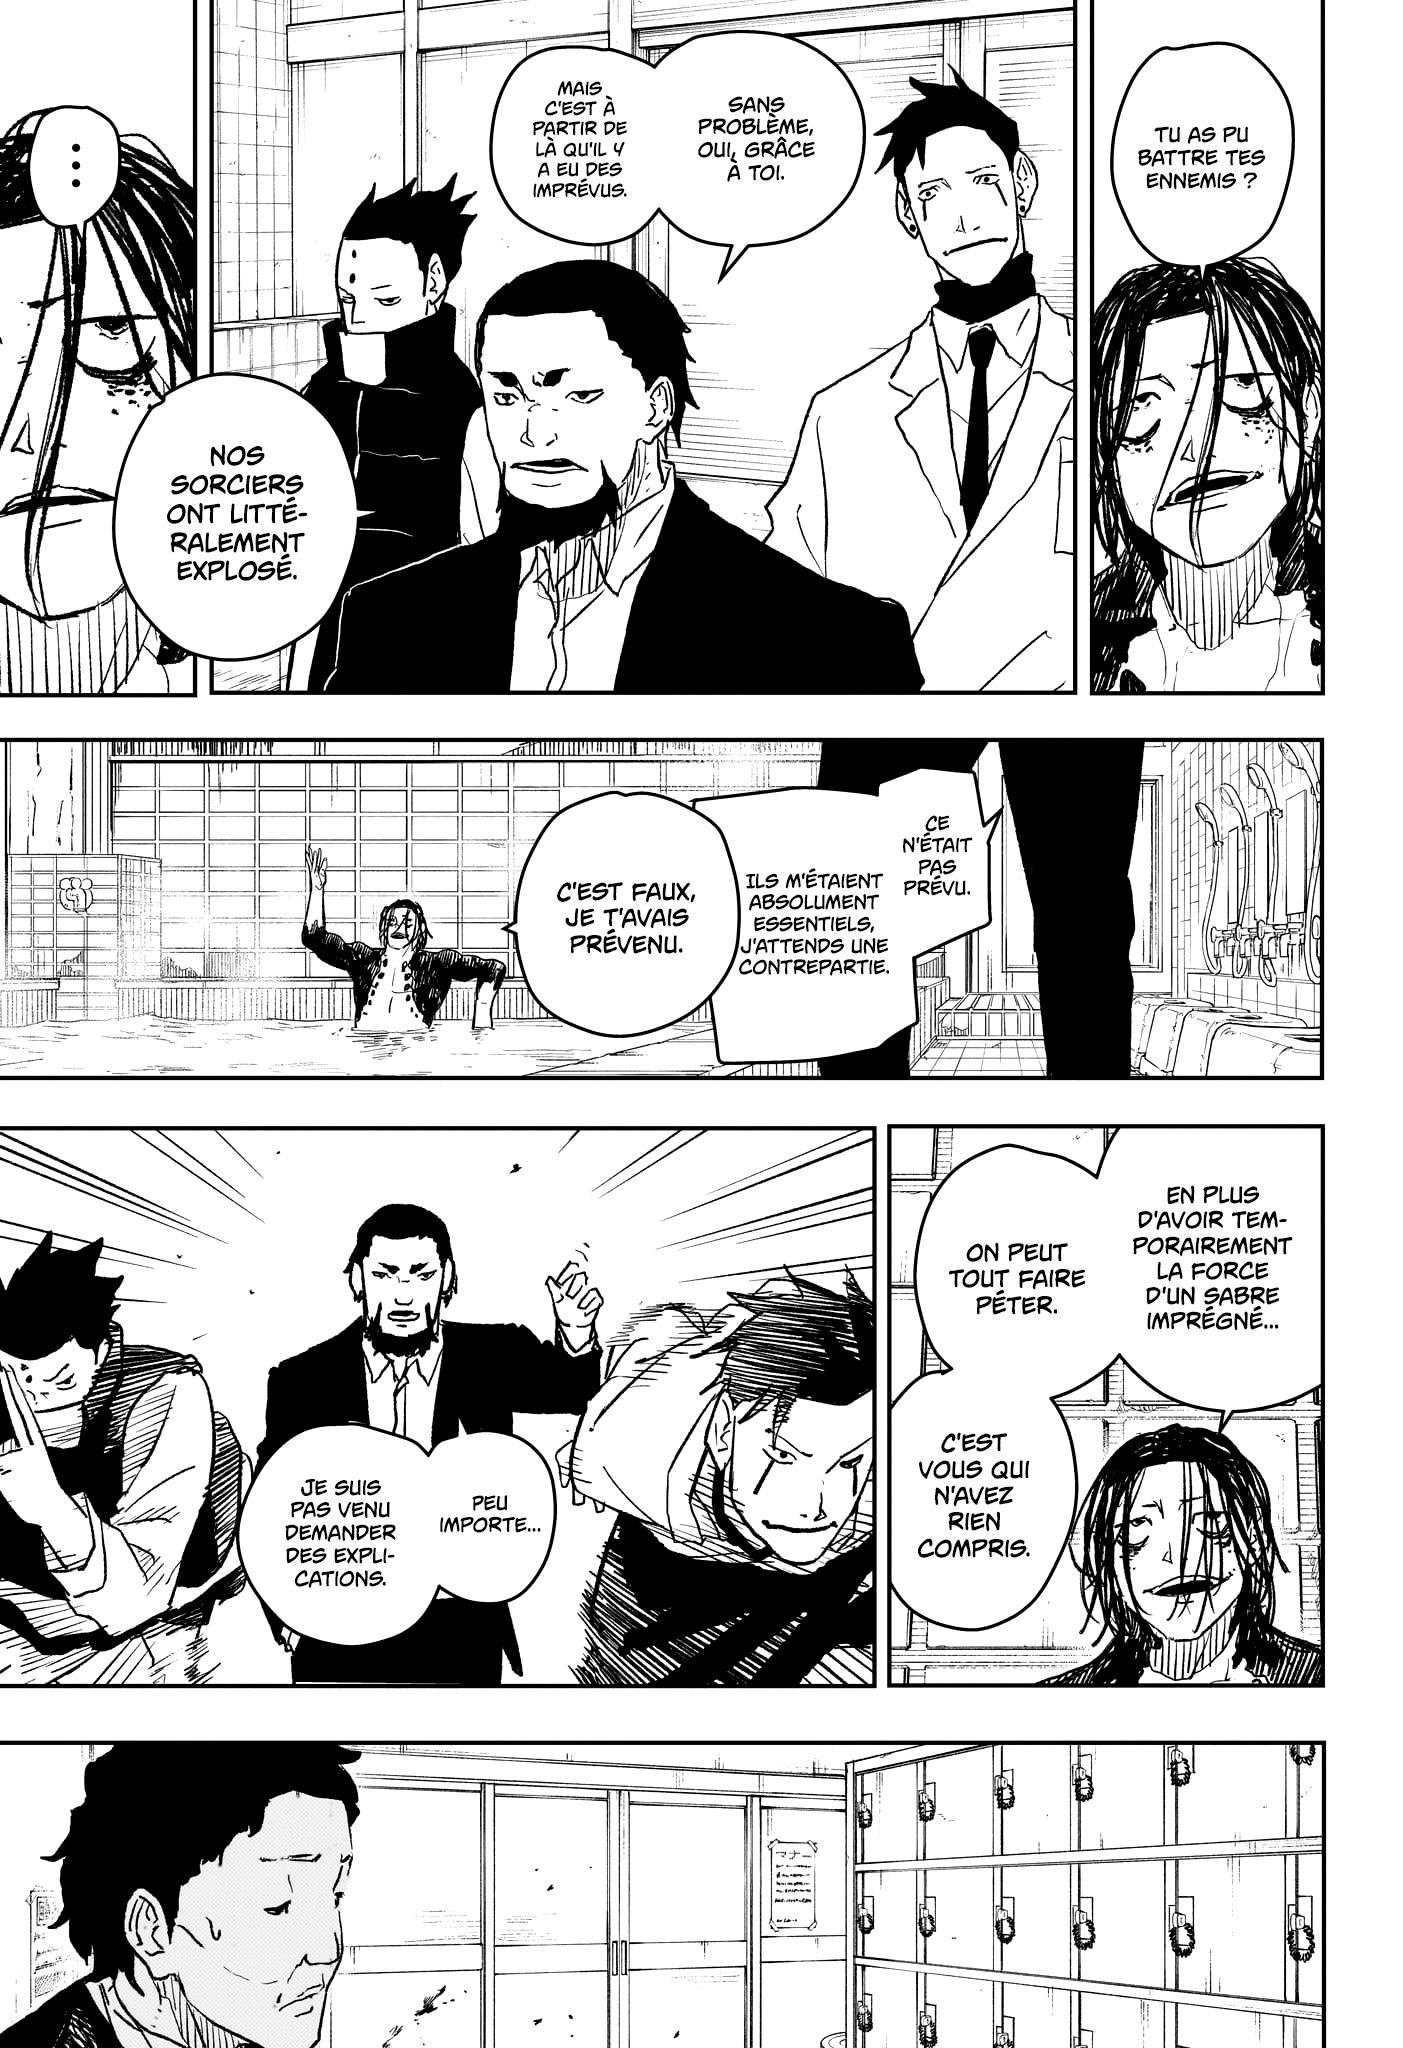 TU AS PU
BATTRE TES
ENNEMIS ?
SANS
PROBLÈME,
OUI, GRÂCE
À TOI.
MAIS
C'EST À
PARTIR DE
LÀ QU'IL Y
A EU DES
IMPRÉVUS.
NOS
SORCIERS
ONT LITTÉ-
RALEMENT
EXPLOSÉ.
...
CE
N'ÉTAIT
PAS
PRÉVU.
ILS M'ÉTAIENT
ABSOLUMENT
ESSENTIELS,
J'ATTENDS UNE
CONTREPARTIE.
C'EST FAUX,
JE T'AVAIS
PRÉVENU.
EN PLUS
D'AVOIR TEM-
PORAIREMENT
LA FORCE
D'UN SABRE
IMPRÉGNÉ...
ON PEUT
TOUT FAIRE
PÉTER.
C'EST
VOUS QUI
N'AVEZ
RIEN
COMPRIS.
PEU
IMPORTE...
JE SUIS
PAS VENU
DEMANDER
DES EXPLI-
CATIONS.
マナー